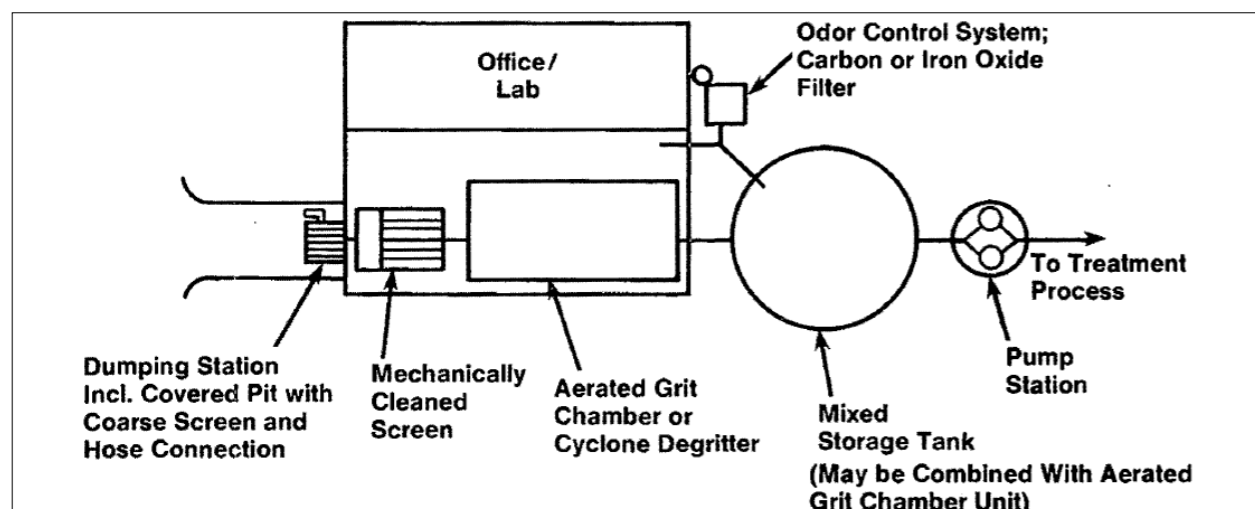 Odor Control System;
Carbon or Iron Oxide
Filter
Office/
Lab
To Treatment
Process
Dumping Station
Incl. Covered Pit with
Coarse Screen and
Hose Connection
Mechanically
Cleaned
Screen
Aerated Grit
Chamber or
Cyclone Degritter
Mixed
Storage Tank
(May be Combined With Aerated
Grit Chamber Unit)
Pump
Station